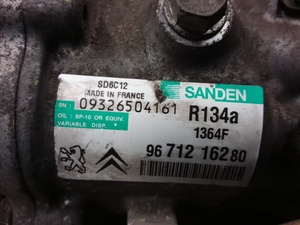 SD6C12
MADE IN FRANCE
SANDEN
SN : 09326504161
OIL : SP-10 OR EQUIV.
VARIABLE DISP.
R134a
1364F
96 712 162 80